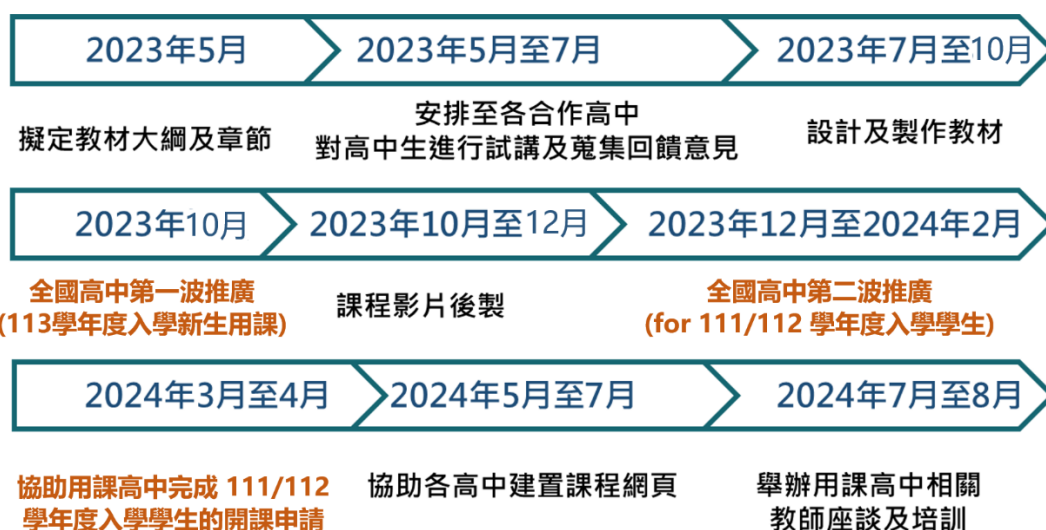 2023年5月
2023年5月至7月
2023年7月至10月
擬定教材大綱及章節
安排至各合作高中
對高中生進行試講及蒐集回饋意見
設計及製作教材
2023年10月
2023年10月至12月
2023年12月至2024年2月
全國高中第一波推廣
(113學年度入學新生用課)
課程影片後製
全國高中第二波推廣
(for 111/112 學年度入學學生)
2024年3月至4月
2024年5月至7月
2024年7月至8月
協助用課高中完成 111/112
學年度入學學生的開課申請
協助各高中建置課程網頁
舉辦用課高中相關
教師座談及培訓